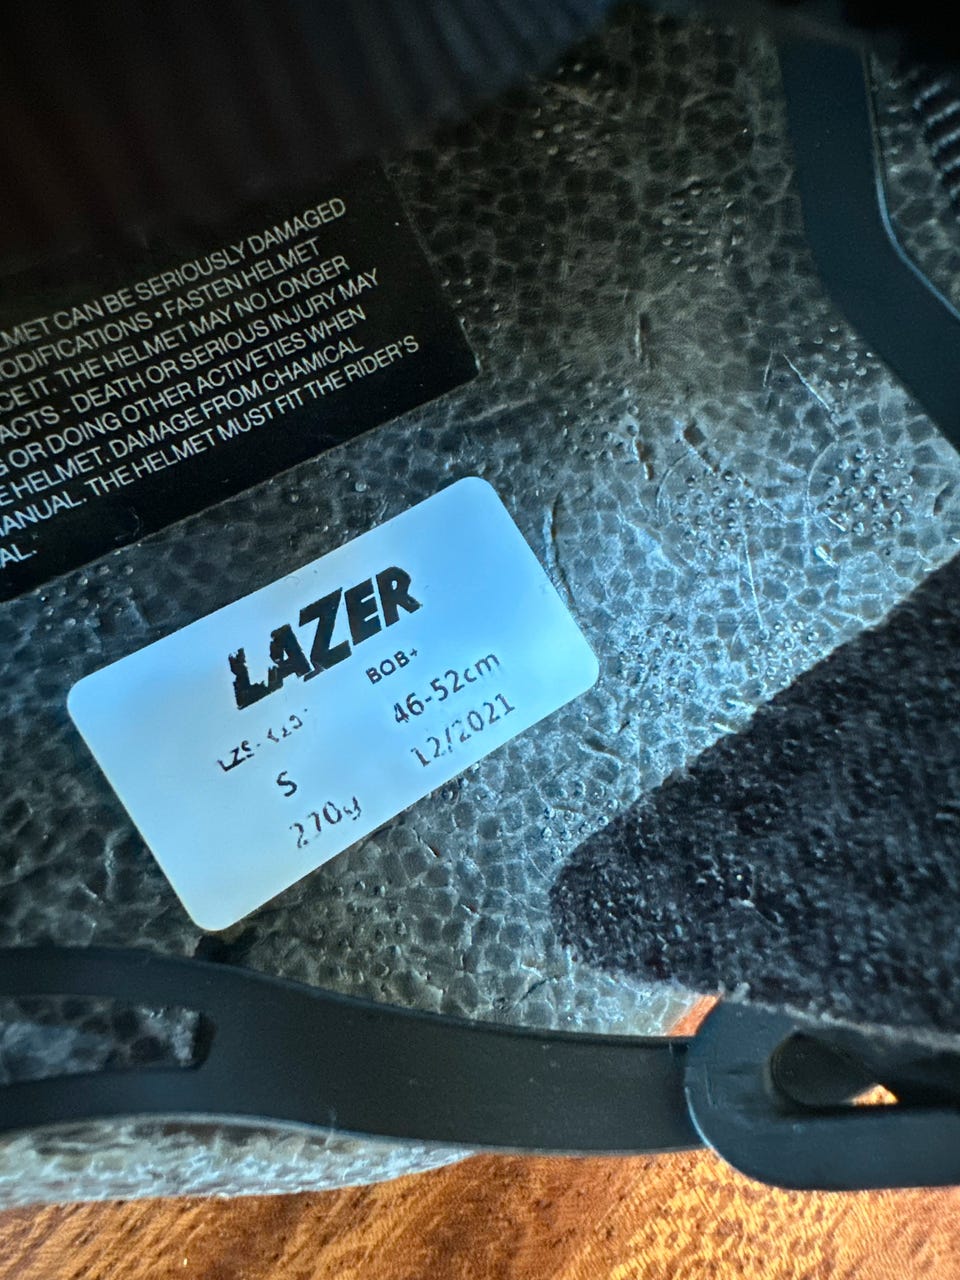 LMET CAN BE SERIOUSLY DAMAGED
ODIFICATIONS • FASTEN HELMET
CE IT. THE HELMET MAY NO LONGER
ACTS - DEATH OR SERIOUS INJURY MAY
B OR DOING OTHER ACTIVETIES WHEN
E HELMET. DAMAGE FROM CHAMICAL
MANUAL. THE HELMET MUST FIT THE RIDER'S
AL.
LAZER
BOB+
46-52cm
S 12/2021
270g